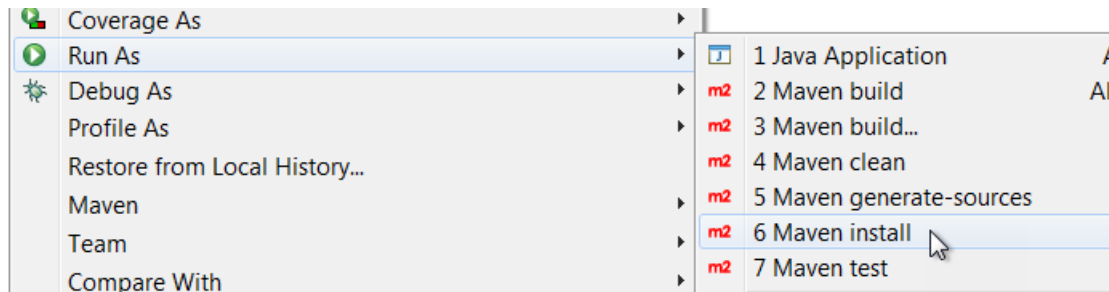 Coverage As
Run As
Debug As
Profile As
Restore from Local History...
Maven
Team
Compare With
J 1 Java Application A
m2 2 Maven build Al
m2 3 Maven build...
m2 4 Maven clean
m2 5 Maven generate-sources
m2 6 Maven install
m2 7 Maven test